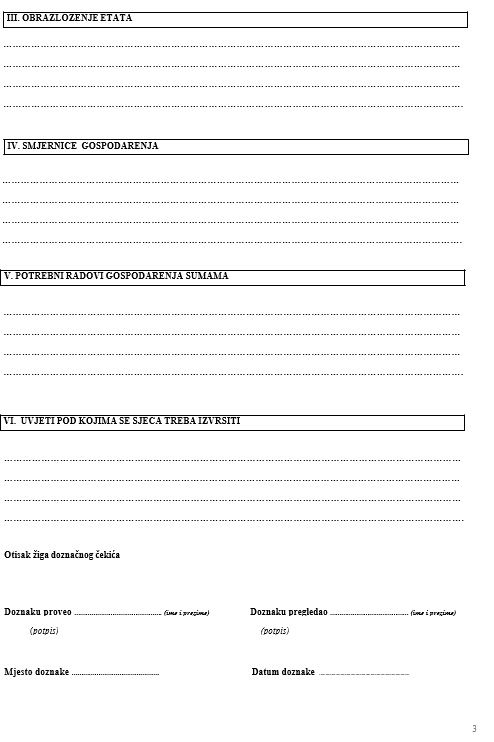 III. OBRAZLOZENJE ETATA
........................................................................................................................
........................................................................................................................
........................................................................................................................
........................................................................................................................
IV. SMJERNICE GOSPODARENJA
........................................................................................................................
........................................................................................................................
........................................................................................................................
........................................................................................................................
V. POTREBNI RADOVI GOSPODARENJA SUMAMA
........................................................................................................................
........................................................................................................................
........................................................................................................................
........................................................................................................................
VI. UVJETI POD KOJIMA SE SJECA TREBA IZVRSITI
........................................................................................................................
........................................................................................................................
........................................................................................................................
........................................................................................................................
Otisak žiga doznačnog čekića
Doznaku proveo ........................................ (ime i prezime) Doznaku pregledao .................................... (ime i prezime)
(potpis) (potpis)
Mjesto doznake ........................................ Datum doznake ........................................
3